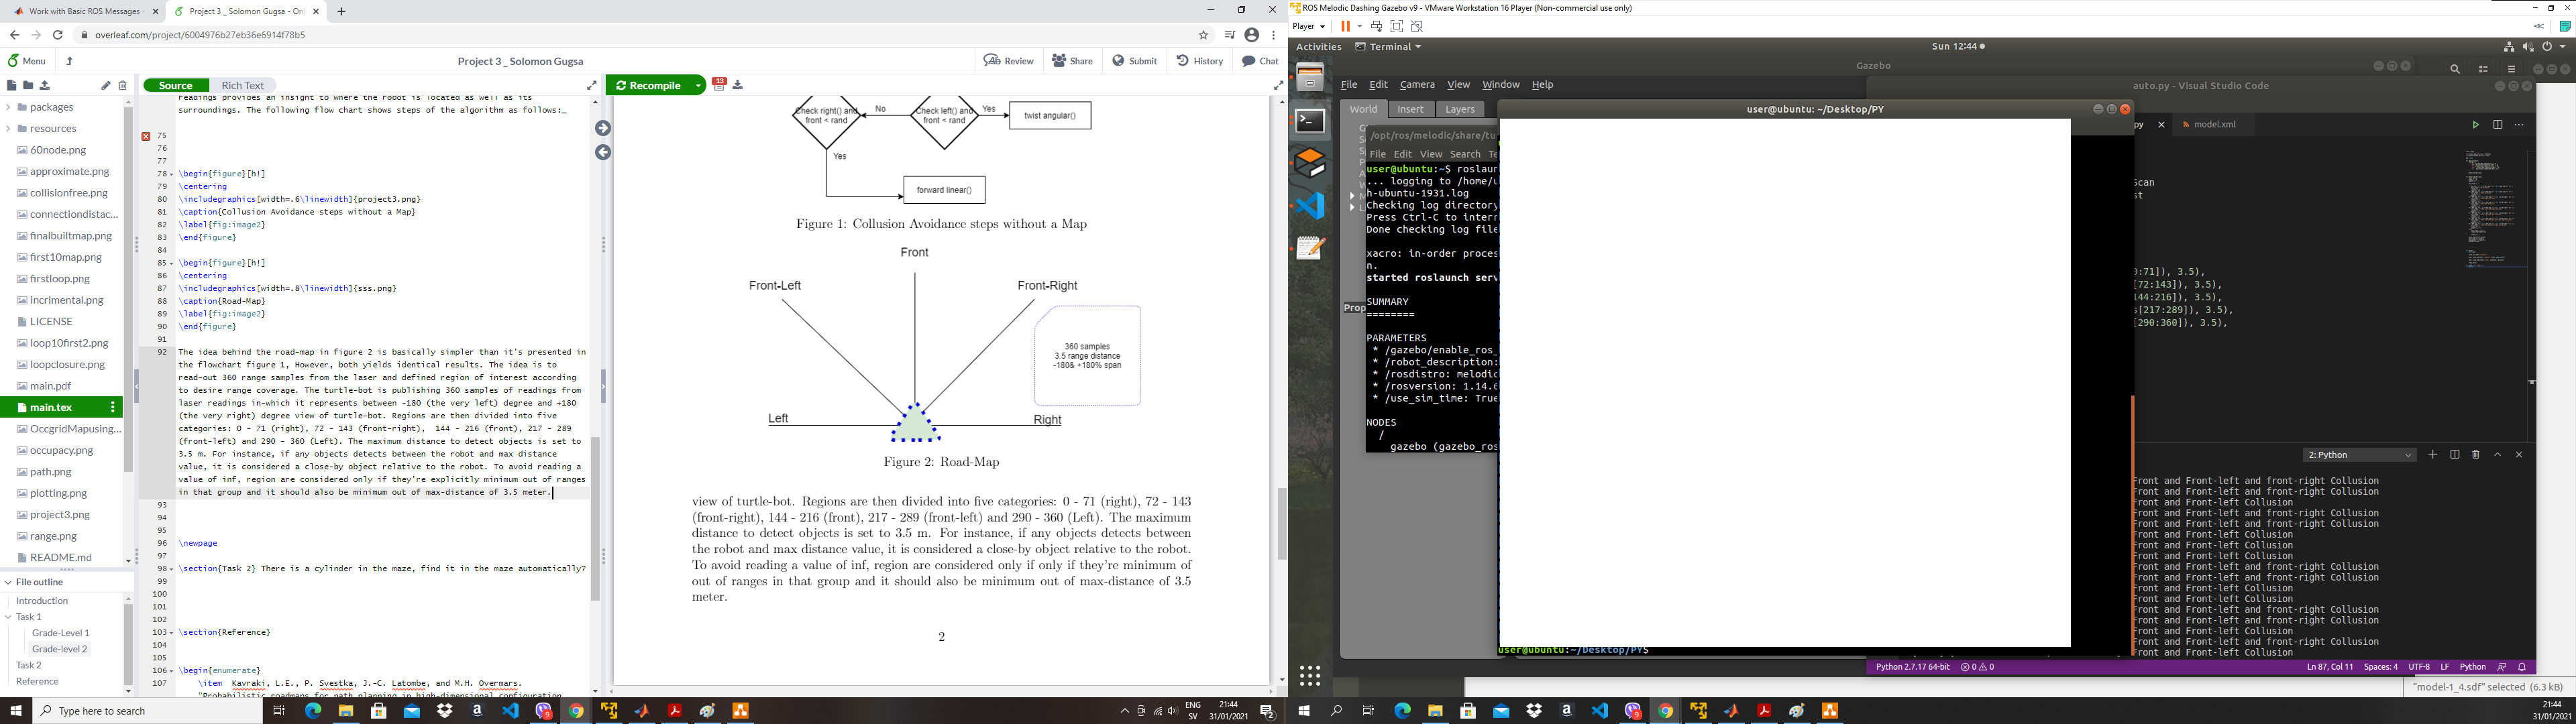 Work with Basic ROS Messages -
Project 3 _ Solomon Gugsa - Onl
overleaf.com/project/6004976b27eb36e6914f78b5
Menu
Project 3 _ Solomon Gugsa
Review
Share
Submit
History
Chat
Source
Rich Text
Recompile
13
packages
resources
60node.png
approximate.png
collisionfree.png
connectiondistac...
finalbuiltmap.png
first10map.png
firstloop.png
incrimental.png
LICENSE
loop10first2.png
loopclosure.png
main.pdf
main.tex
OccgridMapusing...
occupacy.png
path.png
plotting.png
project3.png
range.png
README.md
File outline
Introduction
Task 1
Grade-Level 1
Grade-level 2
Task 2
Reference
readings provides an insight to where the robot is located as well as its
surroundings. The following flow chart shows steps of the algorithm as follows:_
75
76
77
78 \begin{figure}[h!]
79 \centering
80 \includegraphics[width=.6\linewidth]{project3.png}
81 \caption{Collusion Avoidance steps without a Map}
82 \label{fig:image2}
83 \end{figure}
84
85 \begin{figure}[h!]
86 \centering
87 \includegraphics[width=.8\linewidth]{sss.png}
88 \caption{Road-Map}
89 \label{fig:image2}
90 \end{figure}
91
92 The idea behind the road-map in figure 2 is basically simpler than it's presented in
the flowchart figure 1, However, both yields identical results. The idea is to
read-out 360 range samples from the laser and defined region of interest according
to desire range coverage. The turtle-bot is publishing 360 samples of readings from
laser readings in-which it represents between -180 (the very left) degree and +180
(the very right) degree view of turtle-bot. Regions are then divided into five
categories: 0 - 71 (right), 72 - 143 (front-right), 144 - 216 (front), 217 - 289
(front-left) and 290 - 360 (Left). The maximum distance to detect objects is set to
3.5 m. For instance, if any objects detects between the robot and max distance
value, it is considered a close-by object relative to the robot. To avoid reading a
value of inf, region are considered only if they're explicitly minimum out of ranges
in that group and it should also be minimum out of max-distance of 3.5 meter.
93
94
95
96 \newpage
97
98 \section{Task 2} There is a cylinder in the maze, find it in the maze automatically?
99
100
101
102
103 \section{Reference}
104
105
106 \begin{enumerate}
107 \item Kavraki, L.E., P. Svestka, J.-C. Latombe, and M.H. Overmars.
"Probabilistic roadmaps for path planning in high-dimensional configuration
Check right() and
front < rand
No
Check left() and
front < rand
Yes
twist angular()
Yes
forward linear()
Figure 1: Collusion Avoidance steps without a Map
Front
Front-Left
Front-Right
360 samples
3.5 range distance
-180& +180% span
Left
Right
Figure 2: Road-Map
view of turtle-bot. Regions are then divided into five categories: 0 - 71 (right), 72 - 143
(front-right), 144 - 216 (front), 217 - 289 (front-left) and 290 - 360 (Left). The maximum
distance to detect objects is set to 3.5 m. For instance, if any objects detects between
the robot and max distance value, it is considered a close-by object relative to the robot.
To avoid reading a value of inf, region are considered only if only if they're minimum of
out of ranges in that group and it should also be minimum out of max-distance of 3.5
meter.
2
Type here to search
ENG
SV
21:44
31/01/2021
2
ROS Melodic Dashing Gazebo v9 - VMware Workstation 16 Player (Non-commercial use only)
Player
Activities
Terminal
Sun 12:44
Gazebo
File Edit Camera View Window Help
auto.py - Visual Studio Code
World
Insert
Layers
user@ubuntu: ~/Desktop/PY
py
model.xml
/opt/ros/melodic/share/tu
File Edit View Search Te
user@ubuntu:~$ roslaun
... logging to /home/u
h-ubuntu-1931.log
Checking log directory
Press Ctrl-C to interr
Done checking log file
xacro: in-order proces
n.
started roslaunch serv
SUMMARY
========
PARAMETERS
* /gazebo/enable_ros_
* /robot_description:
* /rosdistro: melodic
* /rosversion: 1.14.6
* /use_sim_time: True
NODES
/
gazebo (gazebo_ros
Prop
Scan
st
0:71]), 3.5),
[72:143]), 3.5),
144:216]), 3.5),
s[217:289]), 3.5),
[290:360]), 3.5),
2: Python
Front and Front-left and front-right Collusion
Front and Front-left and front-right Collusion
Front and Front-left Collusion
Front and Front-left and front-right Collusion
Front and Front-left and front-right Collusion
Front and Front-left Collusion
Front and Front-left Collusion
Front and Front-left Collusion
Front and Front-left and front-right Collusion
Front and Front-left and front-right Collusion
Front and Front-left Collusion
Front and Front-left Collusion
Front and Front-left and front-right Collusion
Front and Front-left and front-right Collusion
Front and Front-left Collusion
Front and Front-left and front-right Collusion
Front and Front-left Collusion
user@ubuntu:~/Desktop/PY$
Python 2.7.17 64-bit
0
0
Ln 87, Col 11
Spaces: 4
UTF-8
LF
Python
"model-1_4.sdf" selected (6.3 kB)
21:44
31/01/2021